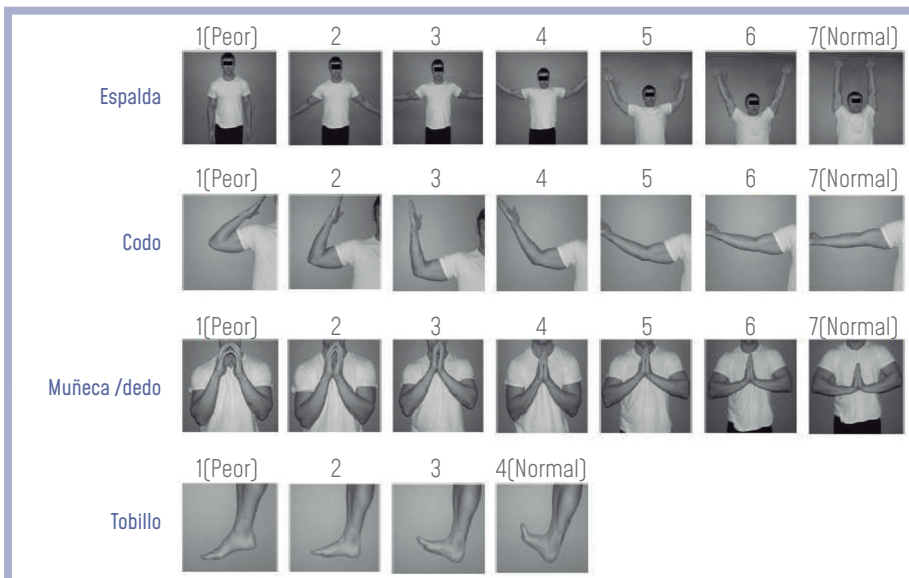 1(Peor) 2 3 4 5 6 7(Normal)
Espalda
1(Peor) 2 3 4 5 6 7(Normal)
Codo
1(Peor) 2 3 4 5 6 7(Normal)
Muñeca /dedo
1(Peor) 2 3 4(Normal)
Tobillo